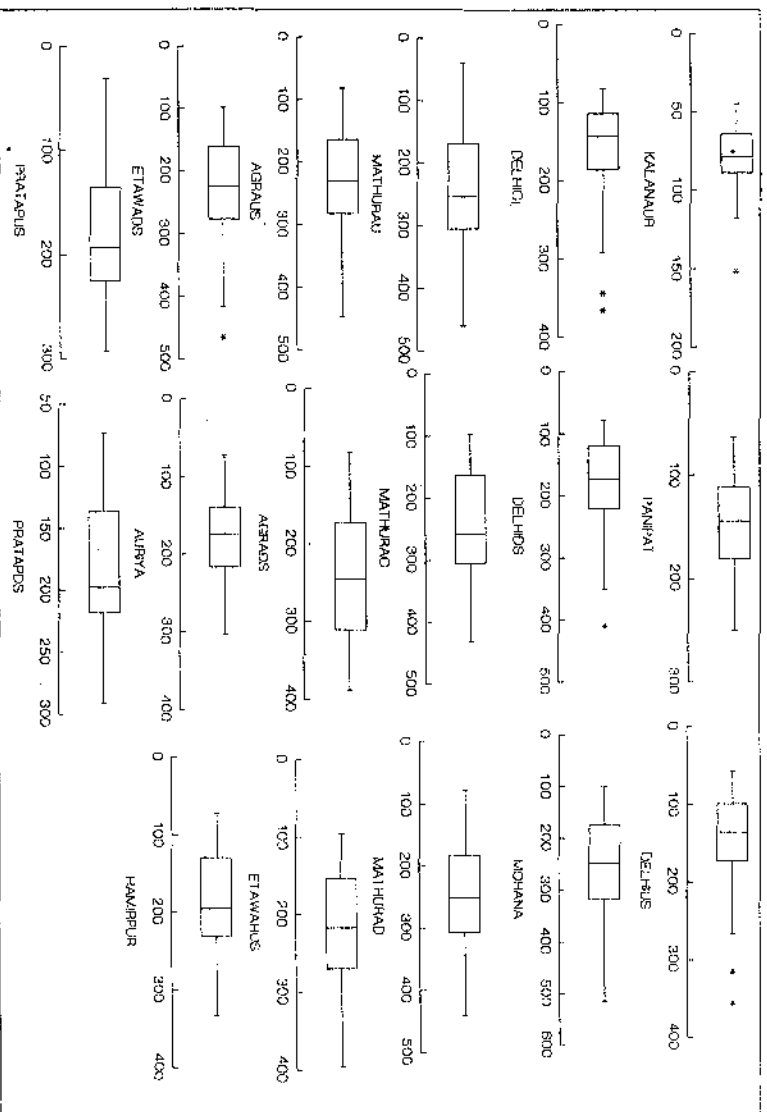 0 50 100 150 200 0 100 200 300 0 100 200 300 400
KALANAUR PANIPAT DELHIUS
0 100 200 300 400 0 100 200 300 400 500 0 100 200 300 400 500 600
DELHICL DELHIDS MOHANA
0 100 200 300 400 500 0 100 200 300 400 500 0 100 200 300 400 500
MATHURAU MATHURAC MATHURAD
0 100 200 300 400 500 0 100 200 300 400 0 100 200 300 400
AGRAUS AGRADS ETAWAHUS
0 100 200 300 400 500 0 100 200 300 400 0 100 200 300 400
ETAWADS AURIYA HAMIRPUR
0 100 200 300 50 100 150 200 250 300
PRATAPUS PRATAPDS